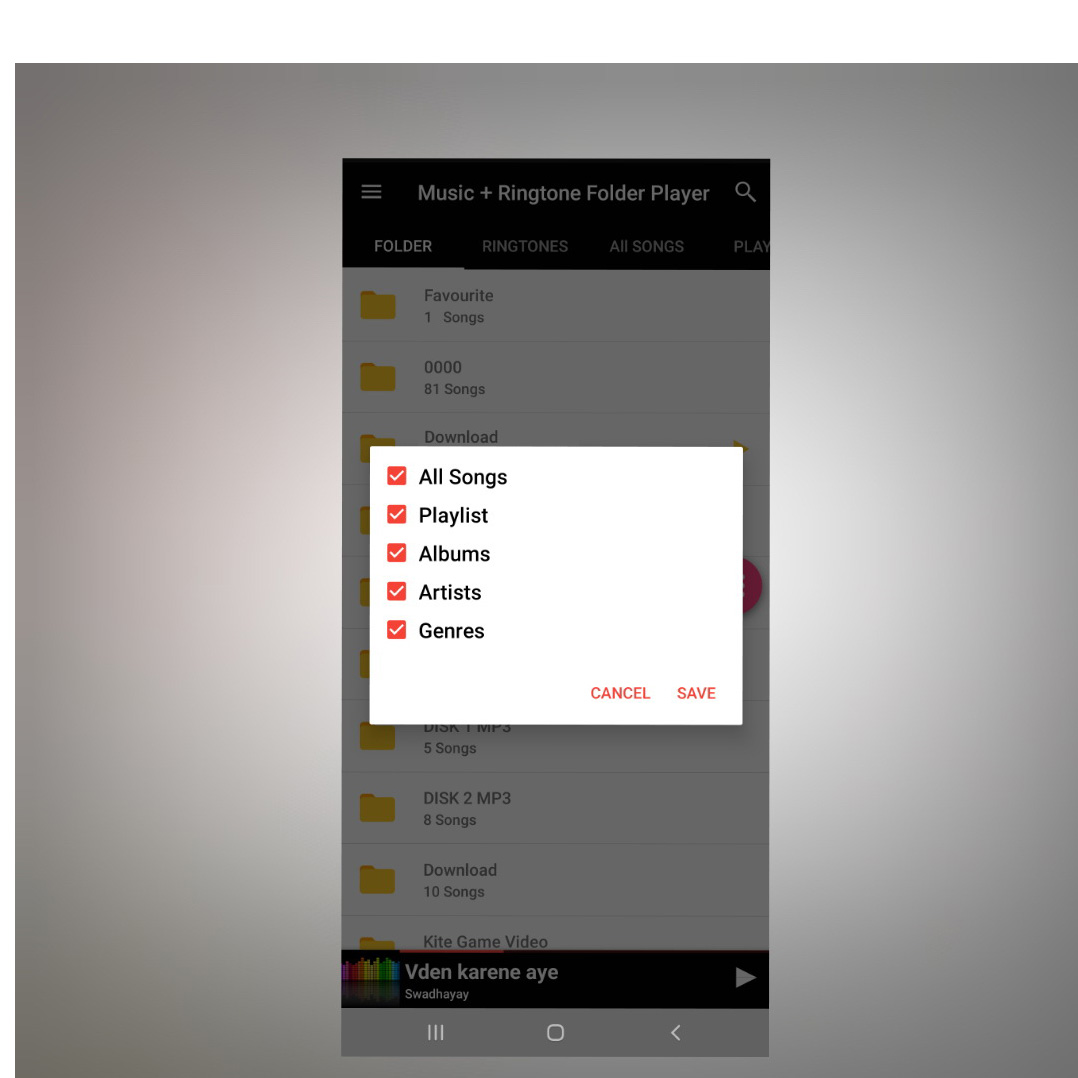 Music + Ringtone Folder Player
FOLDER RINGTONES All SONGS PLAY
Favourite
1 Songs
0000
81 Songs
Download
All Songs
Playlist
Albums
Artists
Genres
CANCEL SAVE
DISK 1 MP3
5 Songs
DISK 2 MP3
8 Songs
Download
10 Songs
Kite Game Video
Vden karene aye
Swadhayay